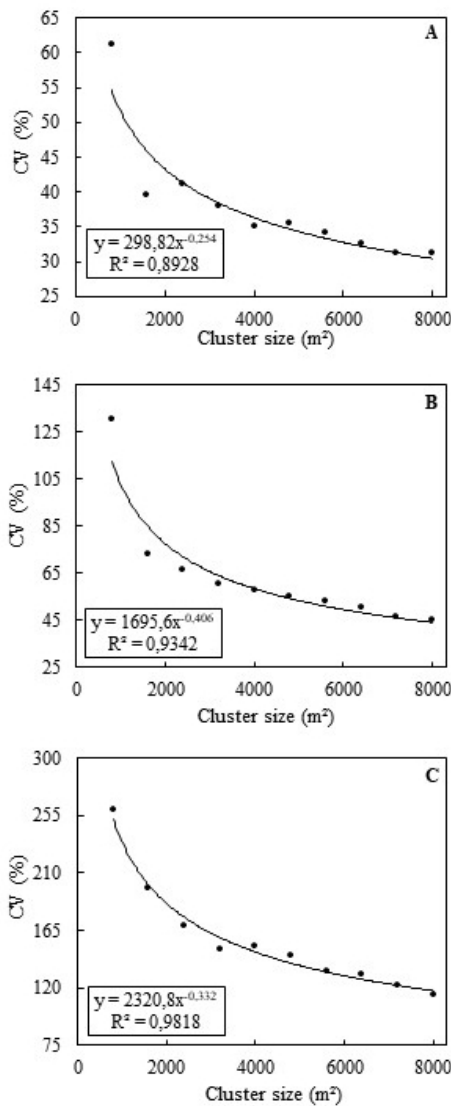 A
65
60
55
50
45
40
35
30
25
CV (%)
y = 298,82x^-0,254
R² = 0,8928
0 2000 4000 6000 8000
Cluster size (m²)
B
145
125
105
85
65
45
25
CV (%)
y = 1695,6x^-0,406
R² = 0,9342
0 2000 4000 6000 8000
Cluster size (m²)
C
300
255
210
165
120
75
CV (%)
y = 2320,8x^-0,332
R² = 0,9818
0 2000 4000 6000 8000
Cluster size (m²)